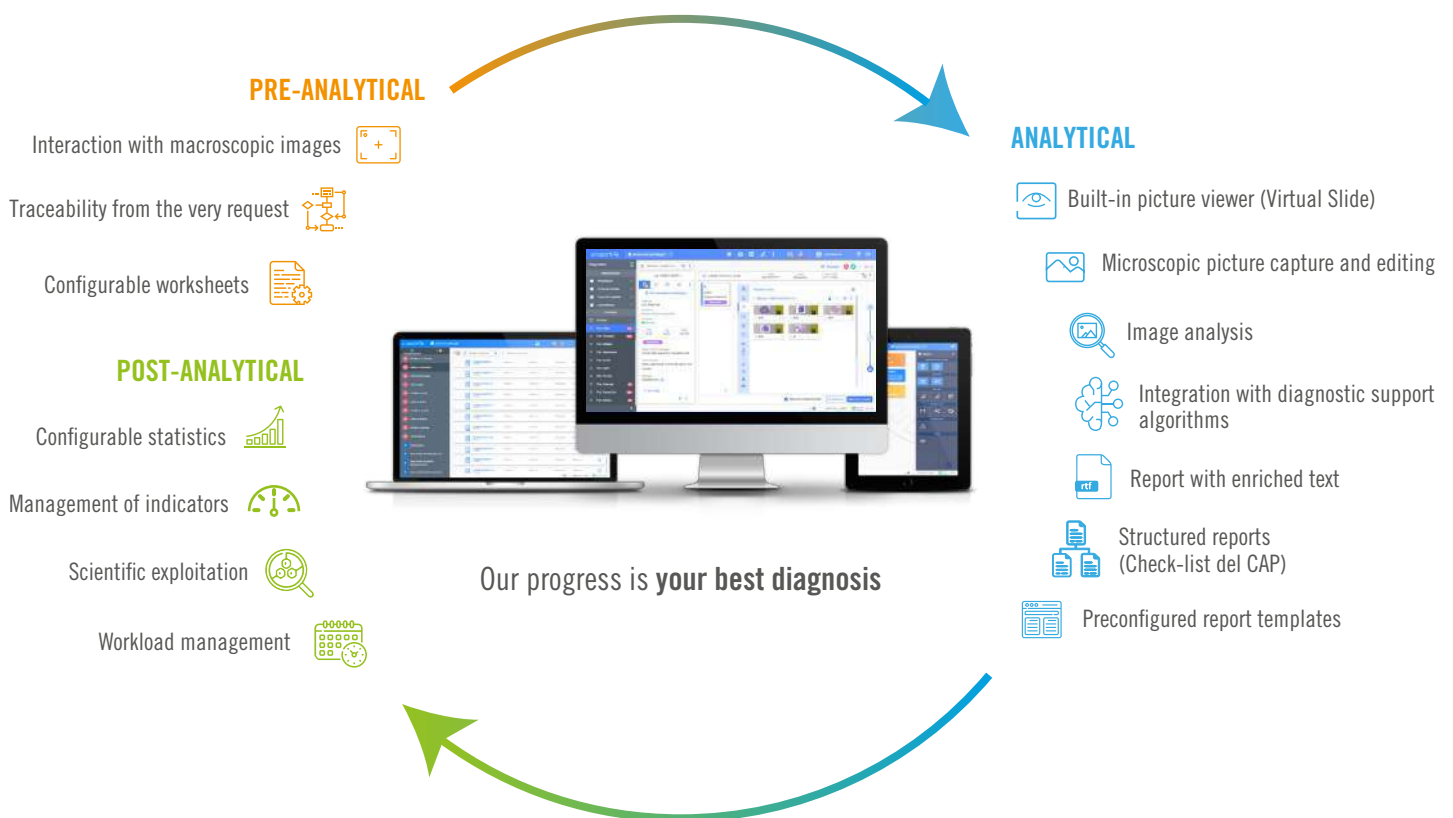 PRE-ANALYTICAL
Interaction with macroscopic images
Traceability from the very request
Configurable worksheets
POST-ANALYTICAL
Configurable statistics
Management of indicators
Scientific exploitation
Workload management
Our progress is your best diagnosis
ANALYTICAL
Built-in picture viewer (Virtual Slide)
Microscopic picture capture and editing
Image analysis
Integration with diagnostic support
algorithms
rtf
Report with enriched text
Structured reports
(Check-list del CAP)
Preconfigured report templates